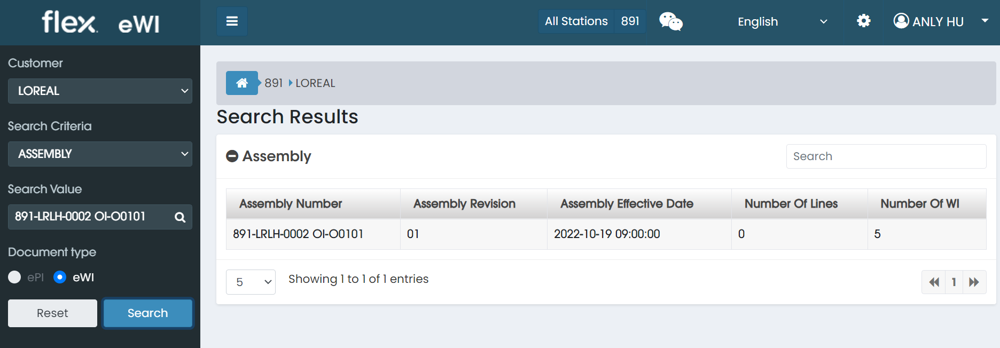 flex. eWI
All Stations 891
English
ANLY HU
Customer
LOREAL
Search Criteria
ASSEMBLY
Search Value
891-LRLH-0002 OI-O0101
Document type
ePI eWI
Reset Search
891 LOREAL
Search Results
Assembly
Search
Assembly Number Assembly Revision Assembly Effective Date Number Of Lines Number Of WI
891-LRLH-0002 OI-O0101 01 2022-10-19 09:00:00 0 5
5 Showing 1 to 1 of 1 entries 1